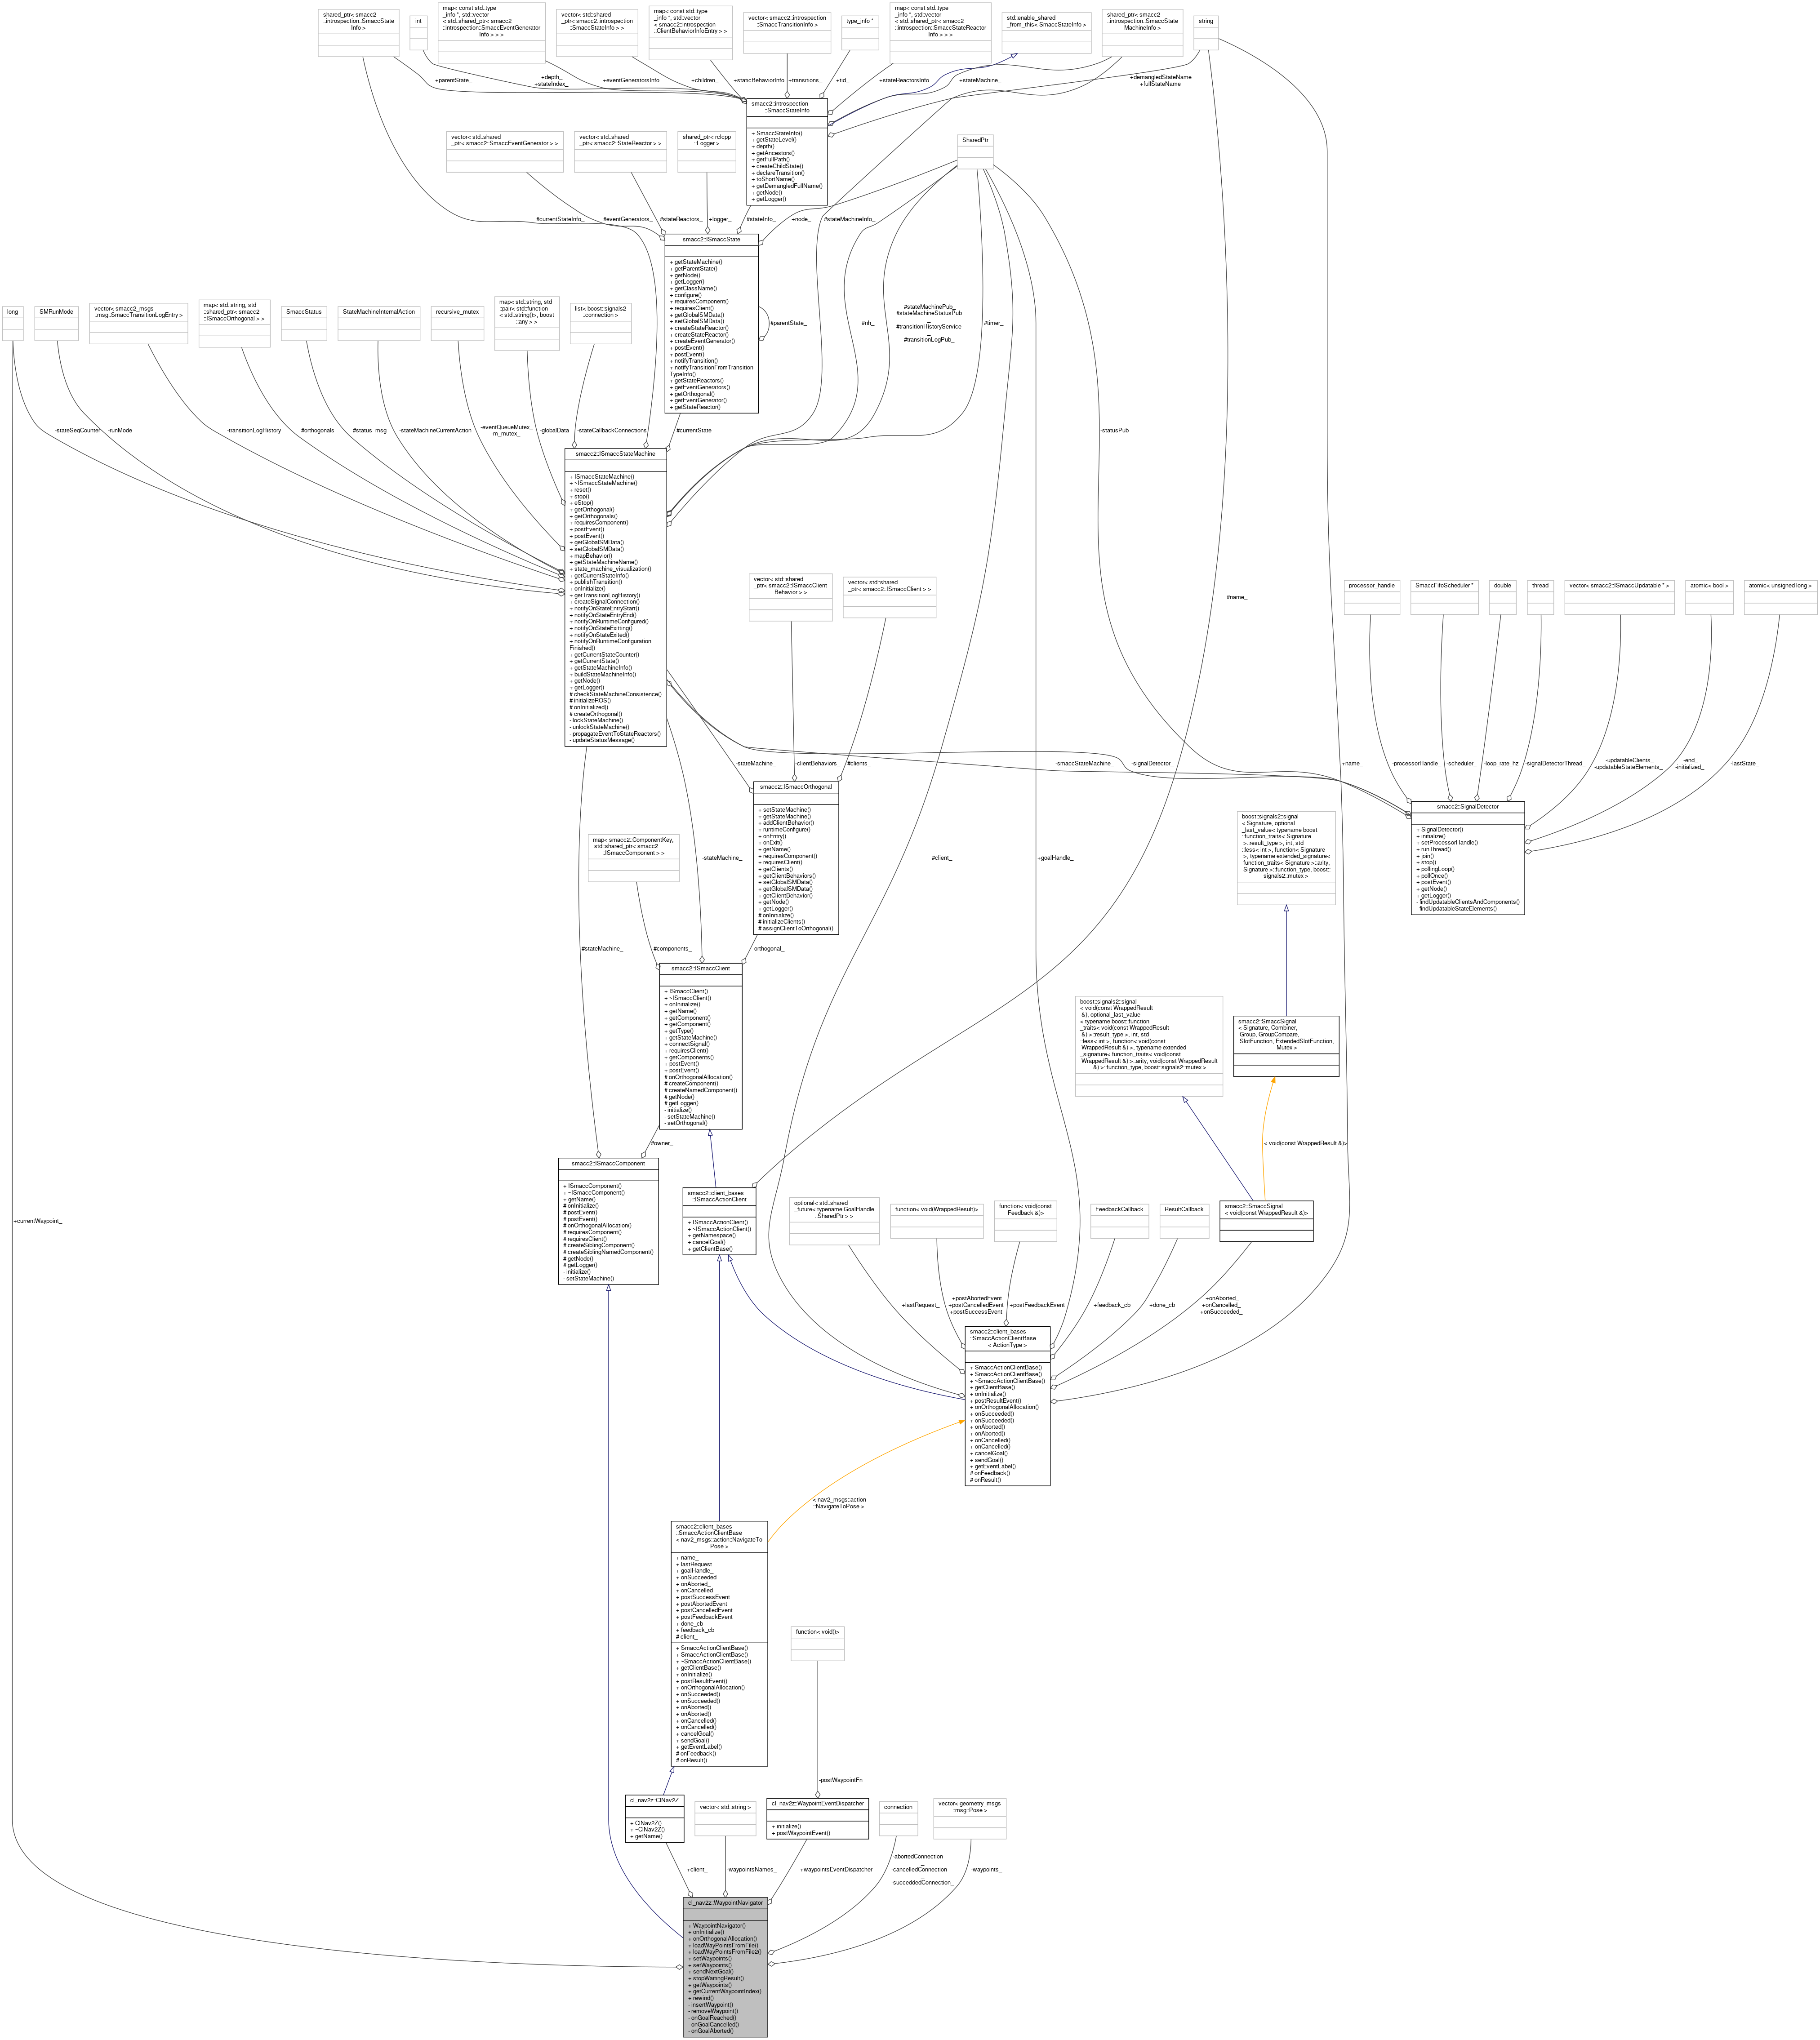 shared_ptr< smacc2
::introspection::SmaccState
Info >
int
map< const std::type
_info *, std::vector
< std::shared_ptr< smacc2
::introspection::SmaccEventGenerator
Info > > >
vector< std::shared
_ptr< smacc2::introspection
::SmaccStateInfo > >
map< const std::type
_info *, std::vector
< smacc2::introspection
::ClientBehaviorInfoEntry > >
vector< smacc2::introspection
::SmaccTransitionInfo >
type_info *
map< const std::type
_info *, std::vector
< std::shared_ptr< smacc2
::introspection::SmaccStateReactor
Info > > >
std::enable_shared
_from_this< SmaccStateInfo >
shared_ptr< smacc2
::introspection::SmaccState
MachineInfo >
string
+parentState_
+depth_
+stateIndex_
+eventGeneratorsInfo
+children_
+staticBehaviorInfo
+transitions_
+tid_
+stateReactorsInfo
+stateMachine_
+demangledStateName
+fullStateName
smacc2::introspection
::SmaccStateInfo
+ SmaccStateInfo()
+ getStateLevel()
+ depth()
+ getAncestors()
+ getFullPath()
+ createChildState()
+ declareTransition()
+ toShortName()
+ getDemangledFullName()
+ getNode()
+ getLogger()
vector< std::shared
_ptr< smacc2::SmaccEventGenerator > >
vector< std::shared
_ptr< smacc2::StateReactor > >
shared_ptr< rclcpp
::Logger >
SharedPtr
#currentStateInfo_
#eventGenerators_
#stateReactors_
+logger_
#stateInfo_
+node_
#stateMachineInfo_
smacc2::ISmaccState
+ getStateMachine()
+ getParentState()
+ getNode()
+ getLogger()
+ getClassName()
+ configure()
+ requiresComponent()
+ requiresClient()
+ getGlobalSMData()
+ setGlobalSMData()
+ createStateReactor()
+ createStateReactor()
+ createEventGenerator()
+ postEvent()
+ postEvent()
+ notifyTransition()
+ notifyTransitionFromTransition
TypeInfo()
+ getStateReactors()
+ getEventGenerators()
+ getOrthogonal()
+ getEventGenerator()
+ getStateReactor()
#parentState_
#nh_
#stateMachinePub_
#stateMachineStatusPub
_
#transitionHistoryService
_
#transitionLogPub_
#timer_
long
SMRunMode
vector< smacc2_msgs
::msg::SmaccTransitionLogEntry >
map< std::string, std
::shared_ptr< smacc2
::ISmaccOrthogonal > >
SmaccStatus
StateMachineInternalAction
recursive_mutex
map< std::string, std
::pair< std::function
< std::string()>, boost
::any > >
list< boost::signals2
::connection >
-stateSeqCounter_
-runMode_
-transitionLogHistory_
#orthogonals_
#status_msg_
-stateMachineCurrentAction
-eventQueueMutex_
-m_mutex_
-globalData_
-stateCallbackConnections
#currentState_
-statusPub_
smacc2::ISmaccStateMachine
+ ISmaccStateMachine()
+ ~ISmaccStateMachine()
+ reset()
+ stop()
+ eStop()
+ getOrthogonal()
+ getOrthogonals()
+ requiresComponent()
+ postEvent()
+ postEvent()
+ getGlobalSMData()
+ setGlobalSMData()
+ mapBehavior()
+ getStateMachineName()
+ state_machine_visualization()
+ getCurrentStateInfo()
+ publishTransition()
+ onInitialize()
+ getTransitionLogHistory()
+ createSignalConnection()
+ notifyOnStateEntryStart()
+ notifyOnStateEntryEnd()
+ notifyOnRuntimeConfigured()
+ notifyOnStateExitting()
+ notifyOnStateExited()
+ notifyOnRuntimeConfiguration
Finished()
+ getCurrentStateCounter()
+ getCurrentState()
+ getStateMachineInfo()
+ buildStateMachineInfo()
+ getNode()
+ getLogger()
# checkStateMachineConsistence()
# initializeROS()
# onInitialized()
# createOrthogonal()
- lockStateMachine()
- unlockStateMachine()
- propagateEventToStateReactors()
- updateStatusMessage()
vector< std::shared
_ptr< smacc2::ISmaccClient
Behavior > >
vector< std::shared
_ptr< smacc2::ISmaccClient > >
#name_
processor_handle
SmaccFifoScheduler *
double
thread
vector< smacc2::ISmaccUpdatable * >
atomic< bool >
atomic< unsigned long >
-stateMachine_
-clientBehaviors_
#clients_
-smaccStateMachine_
-signalDetector_
+name_
-processorHandle_
-scheduler_
-loop_rate_hz
-signalDetectorThread_
-updatableClients_
-updatableStateElements_
-end_
-initialized_
-lastState_
smacc2::ISmaccOrthogonal
+ setStateMachine()
+ getStateMachine()
+ addClientBehavior()
+ runtimeConfigure()
+ onEntry()
+ onExit()
+ getName()
+ requiresComponent()
+ requiresClient()
+ getClients()
+ getClientBehaviors()
+ setGlobalSMData()
+ getGlobalSMData()
+ getClientBehavior()
+ getNode()
+ getLogger()
# onInitialize()
# initializeClients()
# assignClientToOrthogonal()
smacc2::SignalDetector
+ SignalDetector()
+ initialize()
+ setProcessorHandle()
+ runThread()
+ join()
+ stop()
+ pollingLoop()
+ pollOnce()
+ postEvent()
+ getNode()
+ getLogger()
- findUpdatableClientsAndComponents()
- findUpdatableStateElements()
boost::signals2::signal
< Signature, optional
_last_value< typename boost
::function_traits< Signature
>::result_type >, int, std
::less< int >, function< Signature
>, typename extended_signature<
function_traits< Signature >::arity,
Signature >::function_type, boost::
signals2::mutex >
map< smacc2::ComponentKey,
std::shared_ptr< smacc2
::ISmaccComponent > >
-stateMachine_
#client_
+goalHandle_
#stateMachine_
#components_
-orthogonal_
smacc2::ISmaccClient
+ ISmaccClient()
+ ~ISmaccClient()
+ onInitialize()
+ getName()
+ getComponent()
+ getComponent()
+ getType()
+ getStateMachine()
+ connectSignal()
+ requiresClient()
+ getComponents()
+ postEvent()
+ postEvent()
# onOrthogonalAllocation()
# createComponent()
# createNamedComponent()
# getNode()
# getLogger()
- initialize()
- setStateMachine()
- setOrthogonal()
boost::signals2::signal
< void(const WrappedResult
&), optional_last_value
< typename boost::function
_traits< void(const WrappedResult
&) >::result_type >, int, std
::less< int >, function< void(const
WrappedResult &) >, typename extended
_signature< function_traits< void(const
WrappedResult &) >::arity, void(const WrappedResult
&) >::function_type, boost::signals2::mutex >
smacc2::SmaccSignal
< Signature, Combiner,
Group, GroupCompare,
SlotFunction, ExtendedSlotFunction,
Mutex >
< void(const WrappedResult &)>
#owner_
smacc2::ISmaccComponent
+ ISmaccComponent()
+ ~ISmaccComponent()
+ getName()
# onInitialize()
# postEvent()
# postEvent()
# onOrthogonalAllocation()
# requiresComponent()
# requiresClient()
# createSiblingComponent()
# createSiblingNamedComponent()
# getNode()
# getLogger()
- initialize()
- setStateMachine()
smacc2::client_bases
::ISmaccActionClient
+ ISmaccActionClient()
+ ~ISmaccActionClient()
+ getNamespace()
+ cancelGoal()
+ getClientBase()
optional< std::shared
_future< typename GoalHandle
::SharedPtr > >
function< void(WrappedResult)>
function< void(const
Feedback &)>
FeedbackCallback
ResultCallback
smacc2::SmaccSignal
< void(const WrappedResult &)>
+currentWaypoint_
+lastRequest_
+postAbortedEvent
+postCancelledEvent
+postSuccessEvent
+postFeedbackEvent
+feedback_cb
+done_cb
+onAborted_
+onCancelled_
+onSucceeded_
smacc2::client_bases
::SmaccActionClientBase
< ActionType >
+ SmaccActionClientBase()
+ SmaccActionClientBase()
+ ~SmaccActionClientBase()
+ getClientBase()
+ onInitialize()
+ postResultEvent()
+ onOrthogonalAllocation()
+ onSucceeded()
+ onSucceeded()
+ onAborted()
+ onAborted()
+ onCancelled()
+ onCancelled()
+ cancelGoal()
+ sendGoal()
+ getEventLabel()
# onFeedback()
# onResult()
< nav2_msgs::action
::NavigateToPose >
smacc2::client_bases
::SmaccActionClientBase
< nav2_msgs::action::NavigateTo
Pose >
+ name_
+ lastRequest_
+ goalHandle_
+ onSucceeded_
+ onAborted_
+ onCancelled_
+ postSuccessEvent
+ postAbortedEvent
+ postCancelledEvent
+ postFeedbackEvent
+ done_cb
+ feedback_cb
# client_
+ SmaccActionClientBase()
+ SmaccActionClientBase()
+ ~SmaccActionClientBase()
+ getClientBase()
+ onInitialize()
+ postResultEvent()
+ onOrthogonalAllocation()
+ onSucceeded()
+ onSucceeded()
+ onAborted()
+ onAborted()
+ onCancelled()
+ onCancelled()
+ cancelGoal()
+ sendGoal()
+ getEventLabel()
# onFeedback()
# onResult()
function< void()>
-postWaypointFn
cl_nav2z::ClNav2Z
+ ClNav2Z()
+ ~ClNav2Z()
+ getName()
vector< std::string >
cl_nav2z::WaypointEventDispatcher
+ initialize()
+ postWaypointEvent()
connection
vector< geometry_msgs
::msg::Pose >
+client_
-waypointsNames_
+waypointsEventDispatcher
-abortedConnection
_
-cancelledConnection
_
-succeddedConnection_
-waypoints_
cl_nav2z::WaypointNavigator
+ WaypointNavigator()
+ onInitialize()
+ onOrthogonalAllocation()
+ loadWayPointsFromFile()
+ loadWayPointsFromFile2()
+ setWaypoints()
+ setWaypoints()
+ sendNextGoal()
+ stopWaitingResult()
+ getWaypoints()
+ getCurrentWaypointIndex()
+ rewind()
- insertWaypoint()
- removeWaypoint()
- onGoalReached()
- onGoalCancelled()
- onGoalAborted()